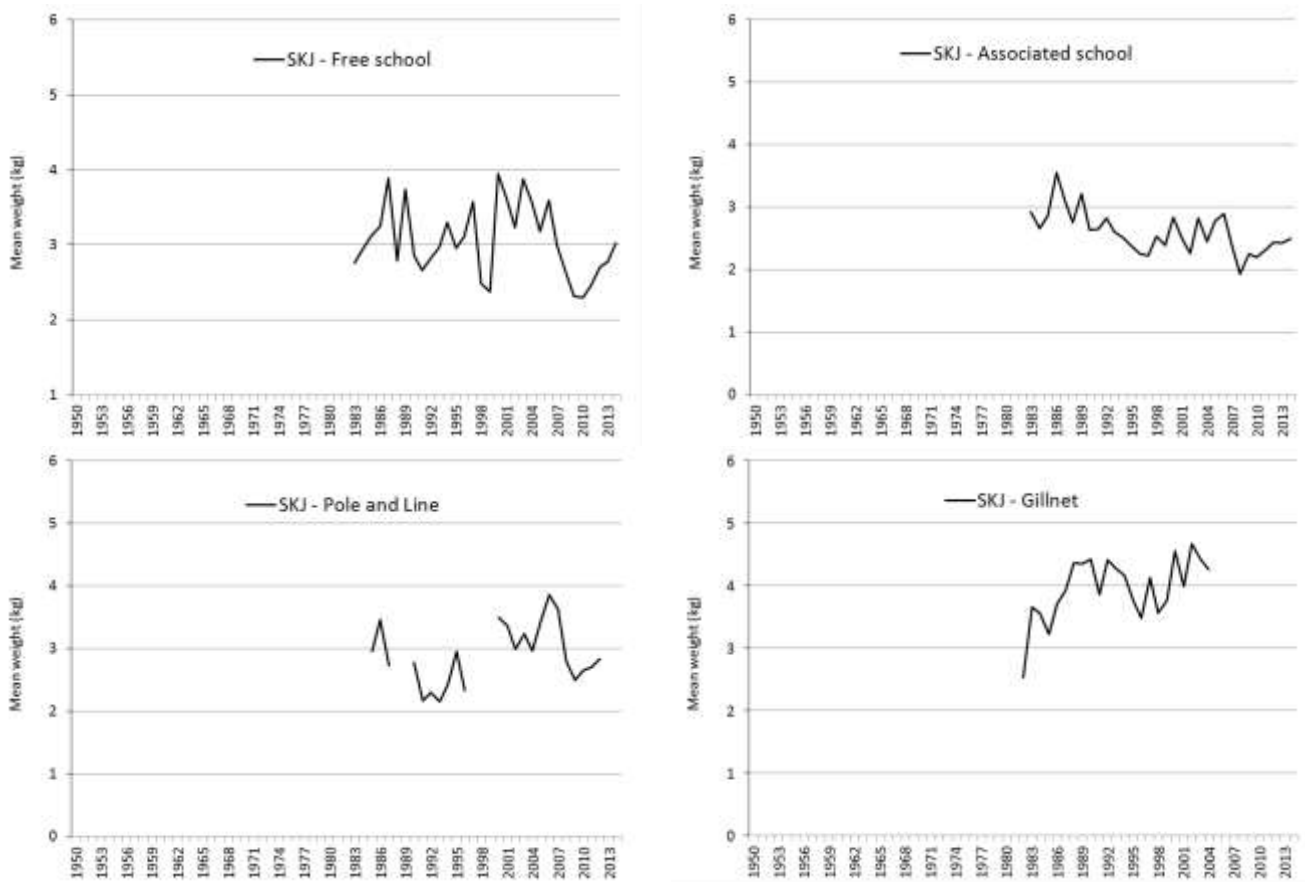 SKJ - Free school
Mean weight (kg)
6
5
4
3
2
1
1950 1953 1956 1959 1962 1965 1968 1971 1974 1977 1980 1983 1986 1989 1992 1995 1998 2001 2004 2007 2010 2013
SKJ - Associated school
Mean weight (kg)
6
5
4
3
2
1
0
1950 1953 1956 1959 1962 1965 1968 1971 1974 1977 1980 1983 1986 1989 1992 1995 1998 2001 2004 2007 2010 2013
SKJ - Pole and Line
Mean weight (kg)
6
5
4
3
2
1
0
1950 1953 1956 1959 1962 1965 1968 1971 1974 1977 1980 1983 1986 1989 1992 1995 1998 2001 2004 2007 2010 2013
SKJ - Gillnet
Mean weight (kg)
6
5
4
3
2
1
0
1950 1953 1956 1959 1962 1965 1968 1971 1974 1977 1980 1983 1986 1989 1992 1995 1998 2001 2004 2007 2010 2013